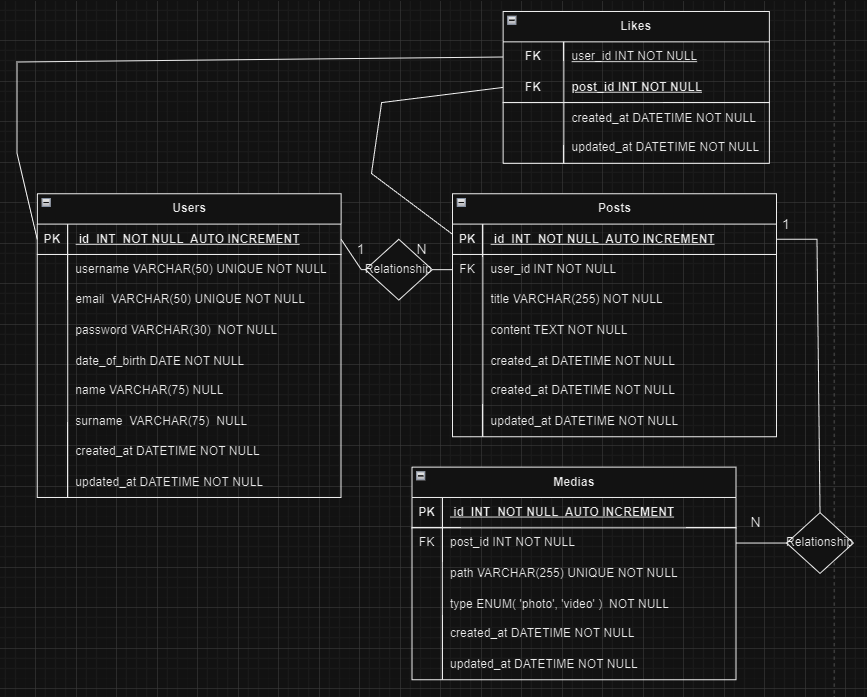 Likes
FK user_id INT NOT NULL
FK post_id INT NOT NULL
created_at DATETIME NOT NULL
updated_at DATETIME NOT NULL
Users
PK id INT NOT NULL AUTO INCREMENT
username VARCHAR(50) UNIQUE NOT NULL
email VARCHAR(50) UNIQUE NOT NULL
password VARCHAR(30) NOT NULL
date_of_birth DATE NOT NULL
name VARCHAR(75) NULL
surname VARCHAR(75) NULL
created_at DATETIME NOT NULL
updated_at DATETIME NOT NULL
1
N
Relationship
Posts
PK id INT NOT NULL AUTO INCREMENT
FK user_id INT NOT NULL
title VARCHAR(255) NOT NULL
content TEXT NOT NULL
created_at DATETIME NOT NULL
created_at DATETIME NOT NULL
updated_at DATETIME NOT NULL
1
Medias
PK id INT NOT NULL AUTO INCREMENT
FK post_id INT NOT NULL
path VARCHAR(255) UNIQUE NOT NULL
type ENUM( 'photo', 'video' ) NOT NULL
created_at DATETIME NOT NULL
updated_at DATETIME NOT NULL
N
Relationship